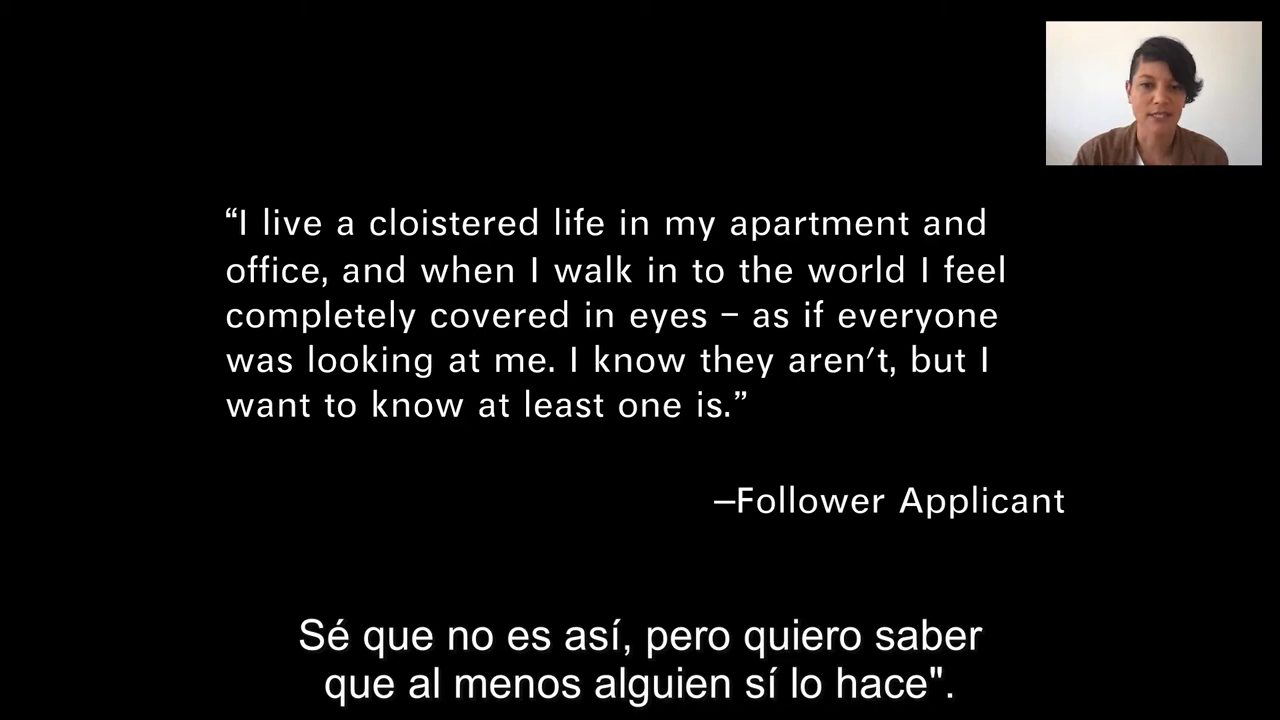 “I live a cloistered life in my apartment and
office, and when I walk in to the world I feel
completely covered in eyes – as if everyone
was looking at me. I know they aren′t, but I
want to know at least one is.”
–Follower Applicant
Sé que no es así, pero quiero saber
que al menos alguien sí lo hace".